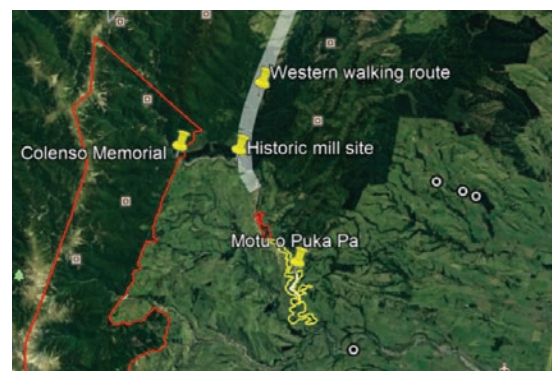 Western walking route
Colenso Memorial
Historic mill site
Motu o Puka Pa